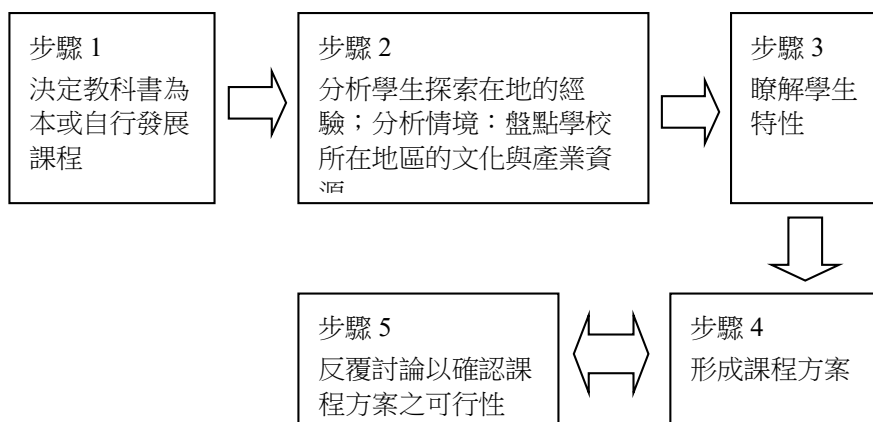 步驟 1
決定教科書為
本或自行發展
課程
步驟 2
分析學生探索在地的經
驗；分析情境：盤點學校
所在地區的文化與產業資
源
步驟 3
瞭解學生
特性
步驟 5
反覆討論以確認課
程方案之可行性
步驟 4
形成課程方案